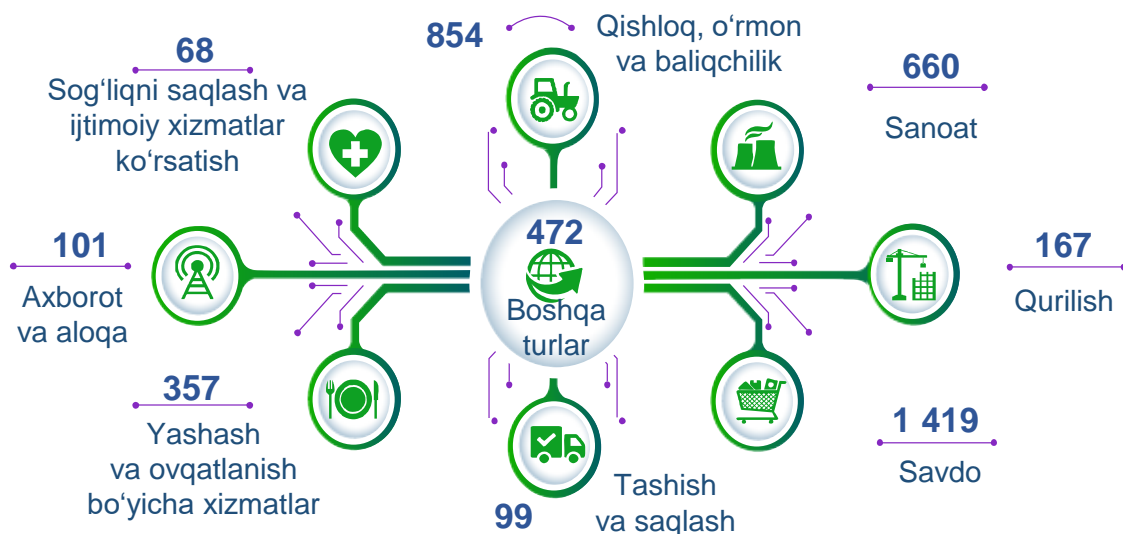 854
Qishloq, o‘rmon
va baliqchilik
68
Sog‘liqni saqlash va
ijtimoiy xizmatlar
ko‘rsatish
660
Sanoat
101
Axborot
va aloqa
472
Boshqa
turlar
167
Qurilish
357
Yashash
va ovqatlanish
bo‘yicha xizmatlar
1 419
Savdo
99
Tashish
va saqlash